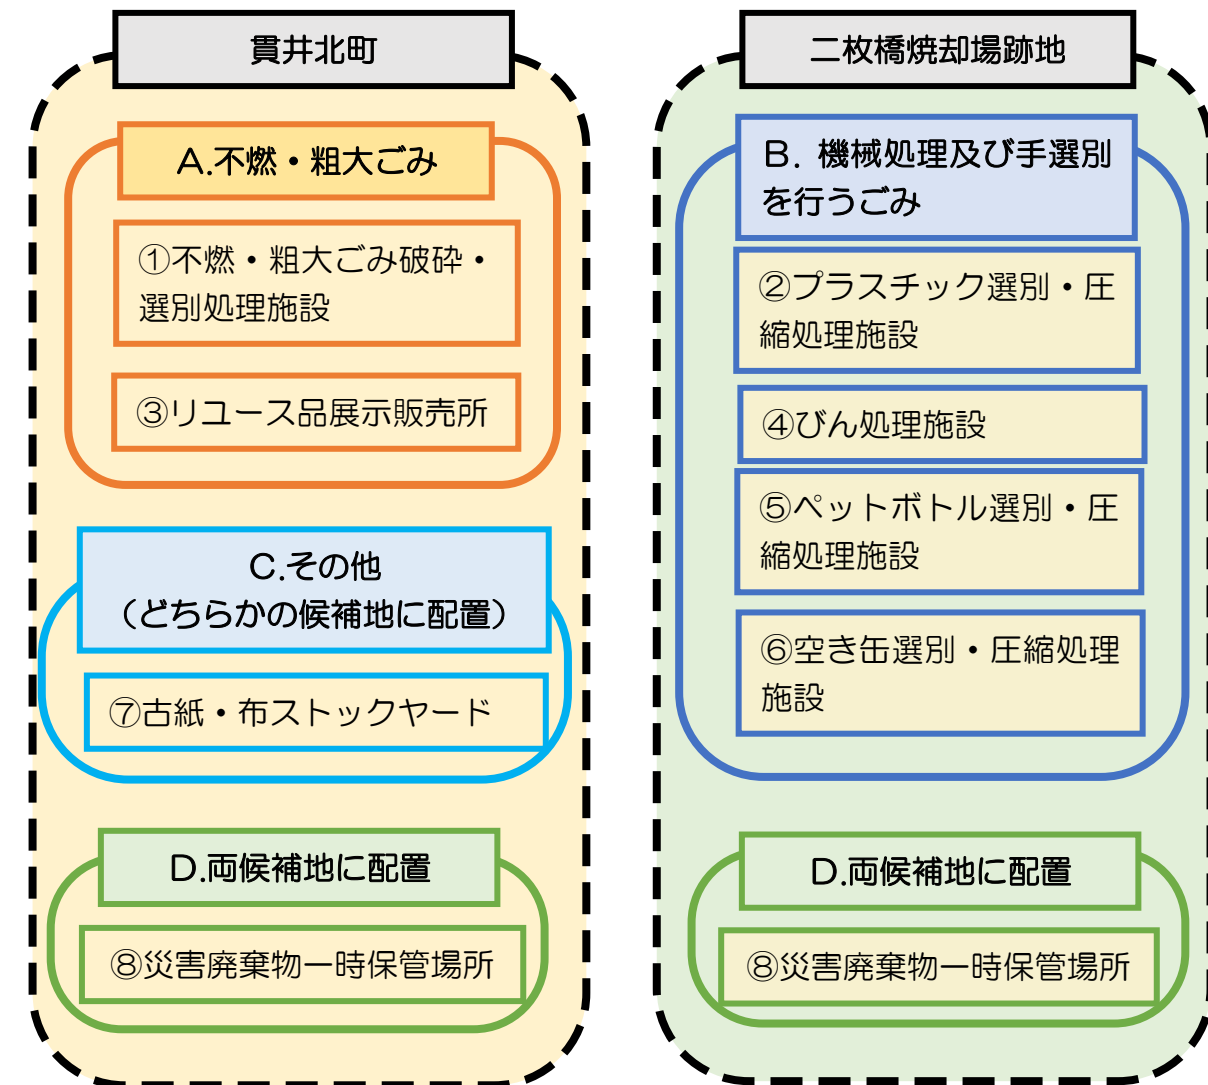 貫井北町
A.不燃・粗大ごみ
①不燃・粗大ごみ破砕・
選別処理施設
③リユース品展示販売所
C.その他
（どちらかの候補地に配置）
⑦古紙・布ストックヤード
D.両候補地に配置
⑧災害廃棄物一時保管場所
二枚橋焼却場跡地
B. 機械処理及び手選別
を行うごみ
②プラスチック選別・圧
縮処理施設
④びん処理施設
⑤ペットボトル選別・圧
縮処理施設
⑥空き缶選別・圧縮処理
施設
D.両候補地に配置
⑧災害廃棄物一時保管場所